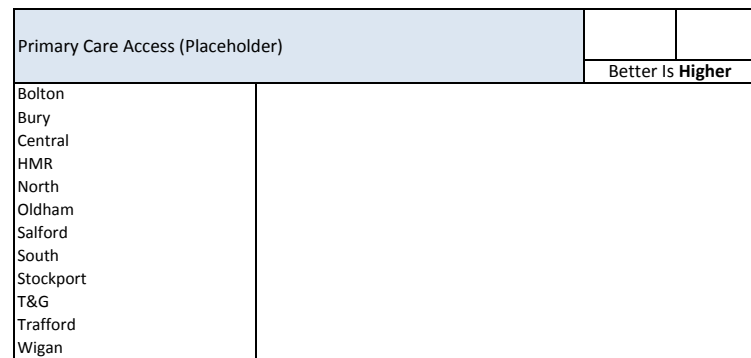 Primary Care Access (Placeholder)
Better Is Higher
Bolton
Bury
Central
HMR
North
Oldham
Salford
South
Stockport
T&G
Trafford
Wigan